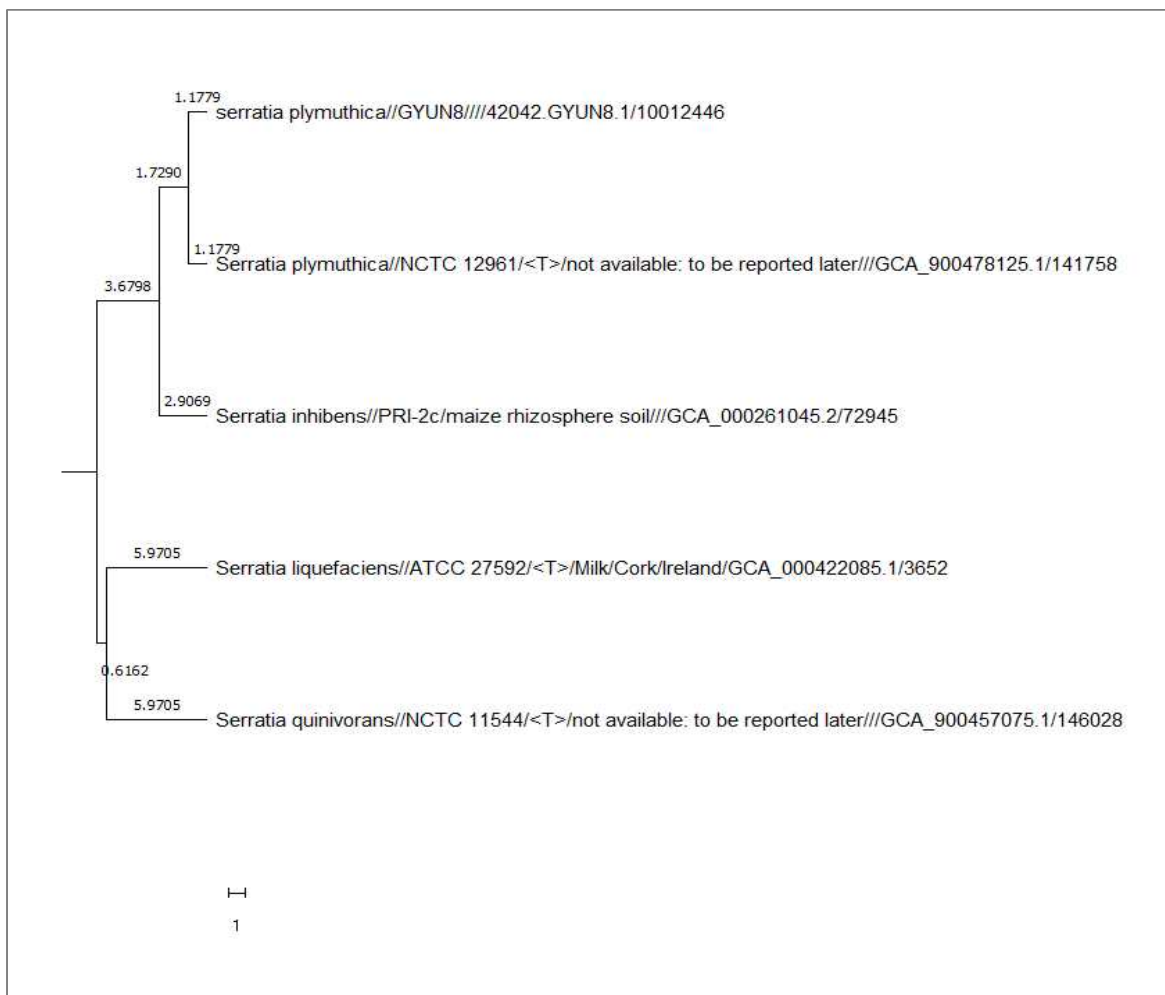 1.1779
serratia plymuthica//GYUN8////42042.GYUN8.1/10012446
1.7290
1.1779
Serratia plymuthica//NCTC 12961/<T>/not available: to be reported later///GCA_900478125.1/141758
3.6798
2.9069
Serratia inhibens//PRI-2c/maize rhizosphere soil///GCA_000261045.2/72945
5.9705
Serratia liquefaciens//ATCC 27592/<T>/Milk/Cork/Ireland/GCA_000422085.1/3652
0.6162
5.9705
Serratia quinivorans//NCTC 11544/<T>/not available: to be reported later///GCA_900457075.1/146028
1